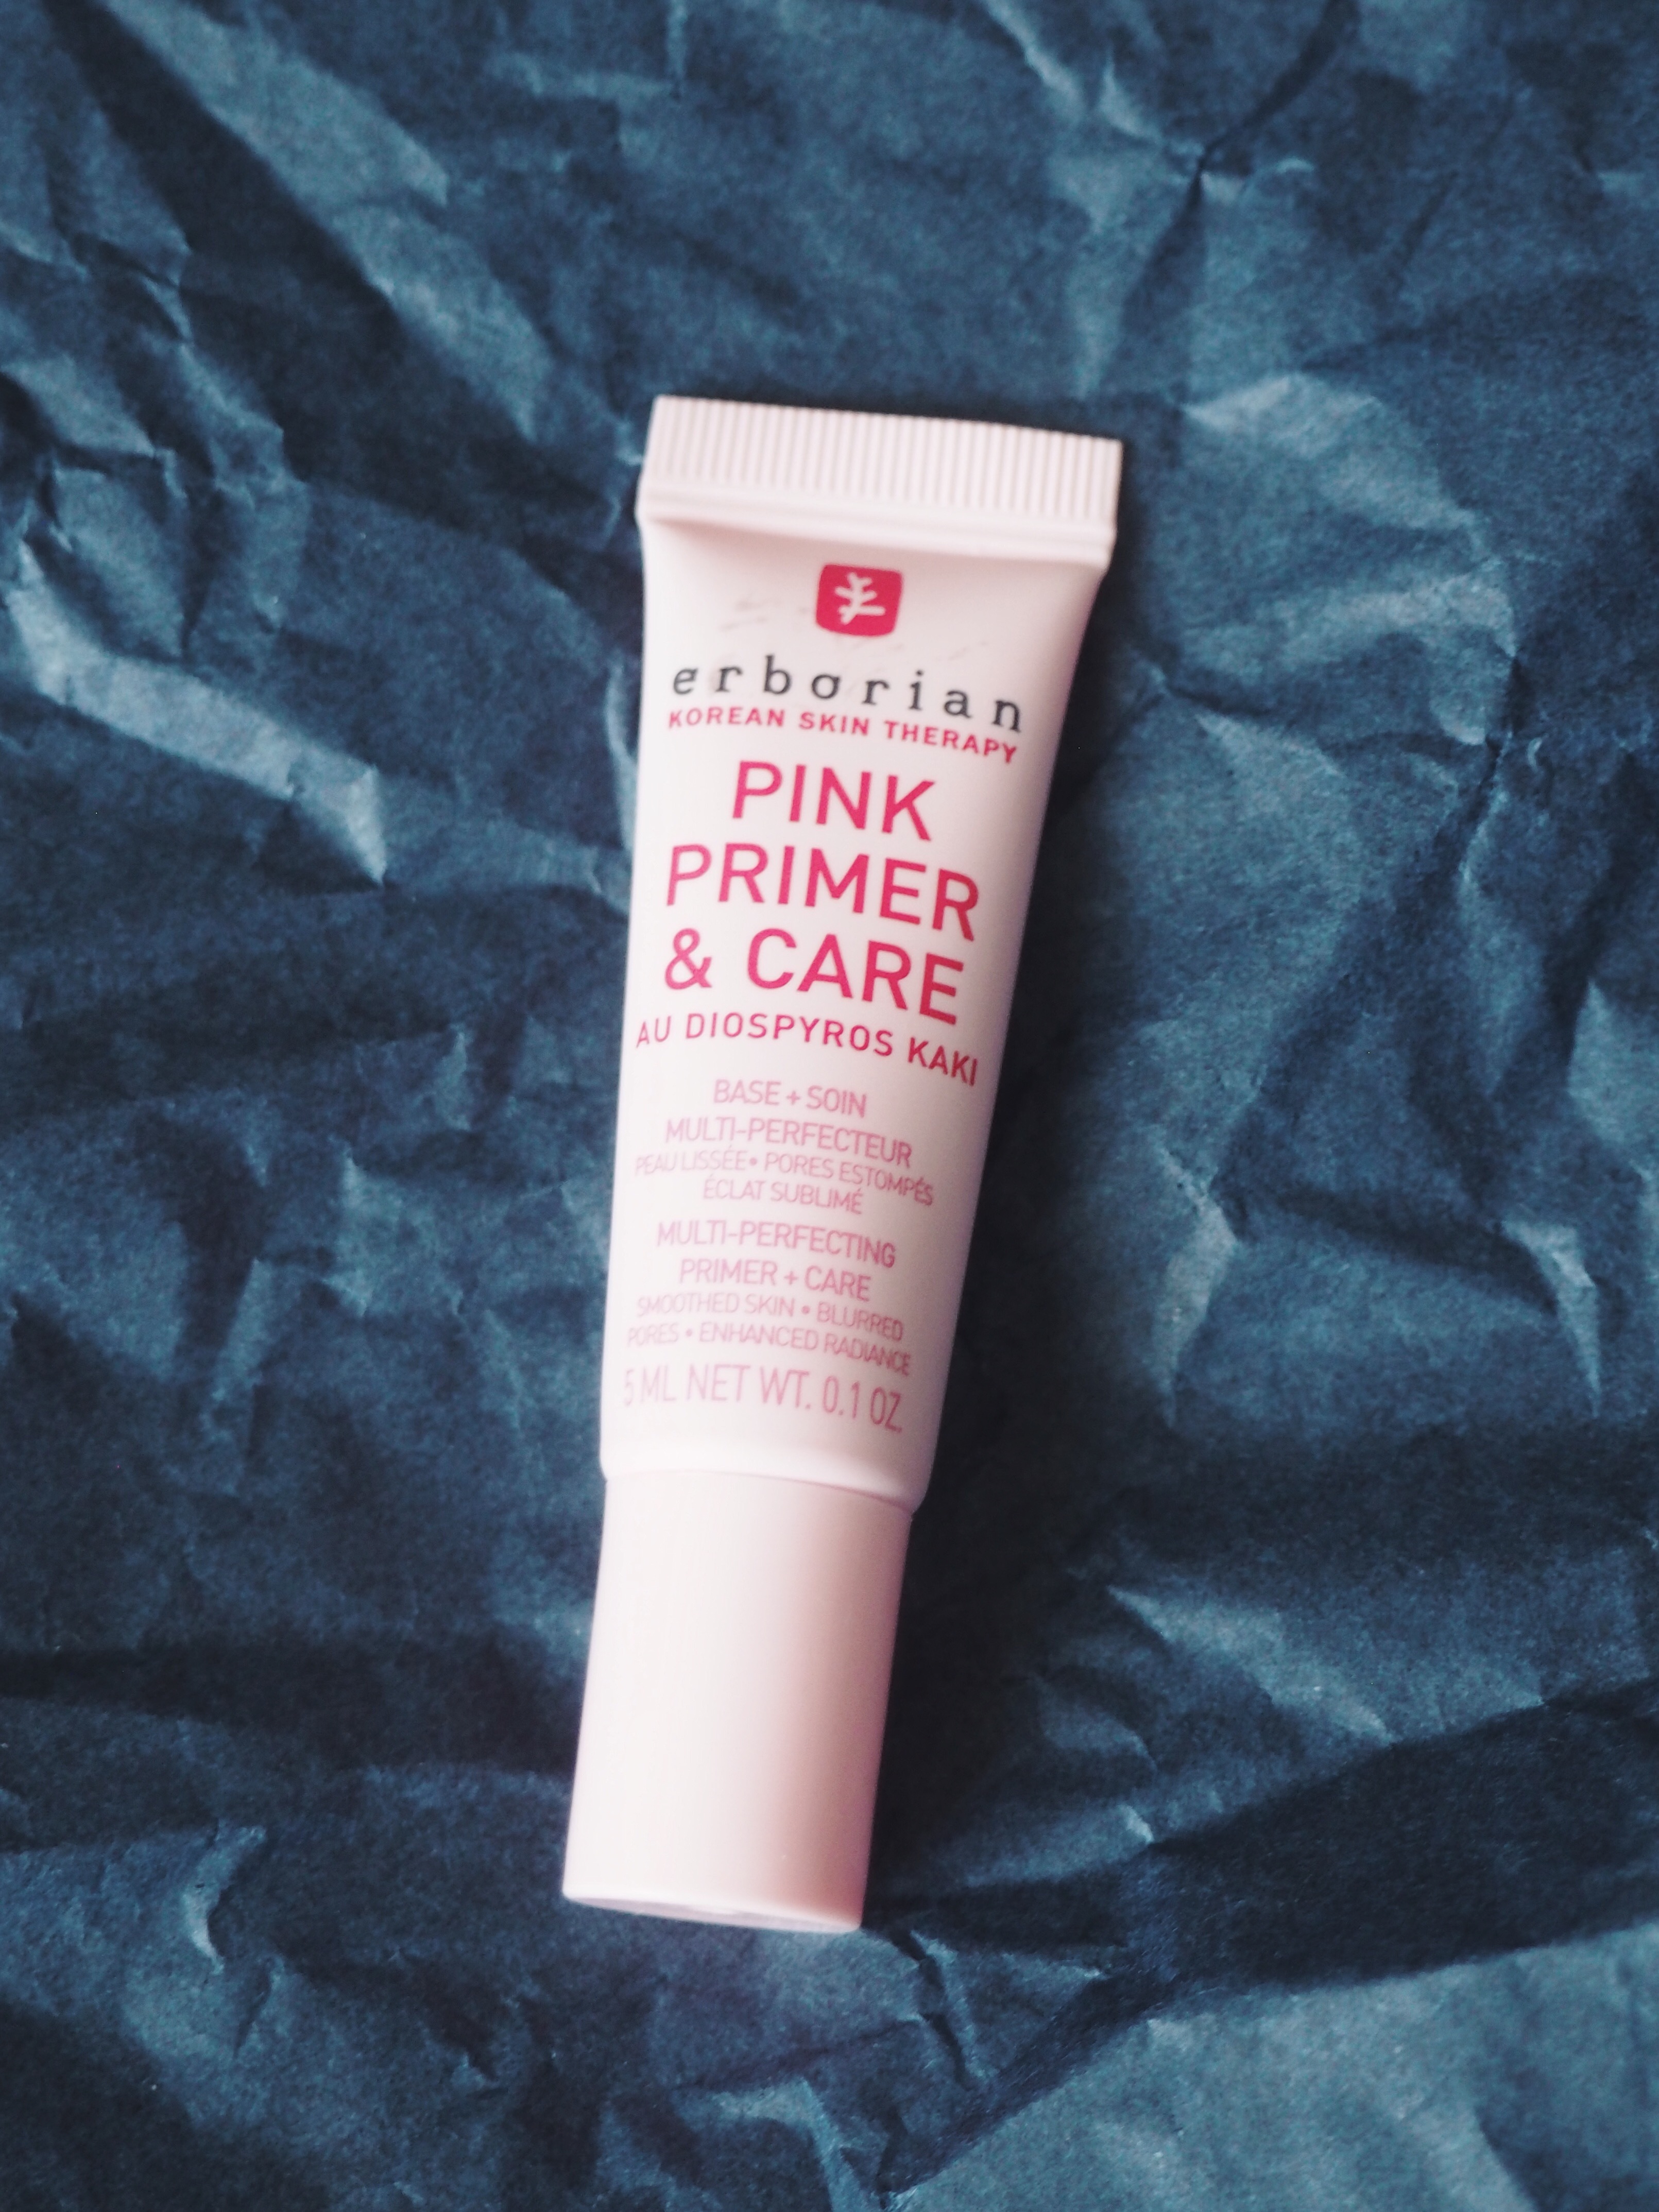 erborian
KOREAN SKIN THERAPY
PINK
PRIMER
& CARE
AU DIOSPYROS KAKI
BASE + SOIN
MULTI-PERFECTEUR
PEAU LISSÉE • PORES ESTOMPÉS
ÉCLAT SUBLIMÉ
MULTI-PERFECTING
PRIMER + CARE
SMOOTHED SKIN • BLURRED
PORES • ENHANCED RADIANCE
5 ML NET WT. 0.1 OZ.